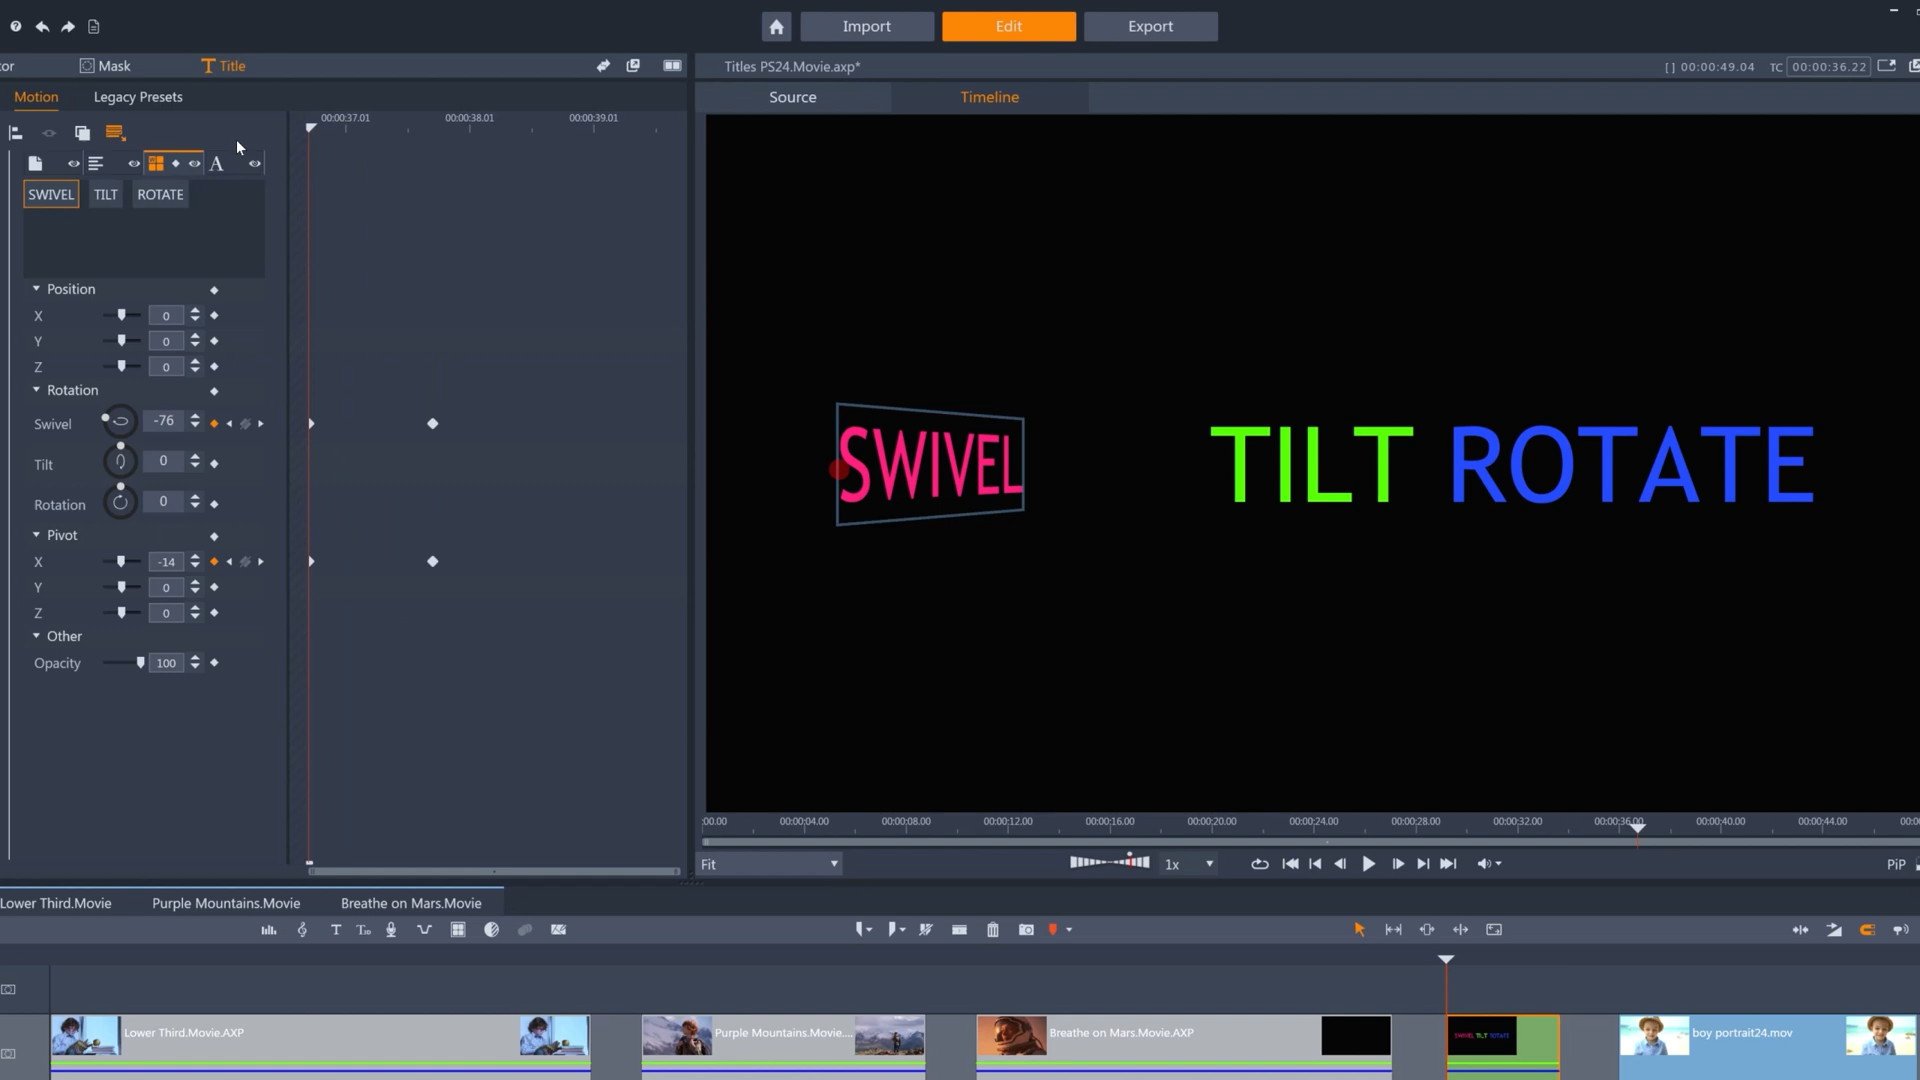 Import
Edit
Export
or
Mask
Title
Titles PS24.Movie.axp*
[ ] 00:00:49.04
TC
00:00:36.22
Motion
Legacy Presets
Source
Timeline
00:00:37.01
00:00:38.01
00:00:39.01
A
SWIVEL
TILT
ROTATE
Position
X
0
Y
0
Z
0
Rotation
Swivel
-76
Tilt
0
Rotation
0
Pivot
X
-14
Y
0
Z
0
Other
Opacity
100
SWIVEL
TILT
ROTATE
:00.00
00:00:04.00
00:00:08.00
00:00:12.00
00:00:16.00
00:00:20.00
00:00:24.00
00:00:28.00
00:00:32.00
00:00:36.00
00:00:40.00
00:00:44.00
Fit
1x
PiP
Lower Third.Movie
Purple Mountains.Movie
Breathe on Mars.Movie
Lower Third.Movie.AXP
Purple Mountains.Movie....
Breathe on Mars.Movie.AXP
SWIVEL TILT ROTATE
boy portrait24.mov